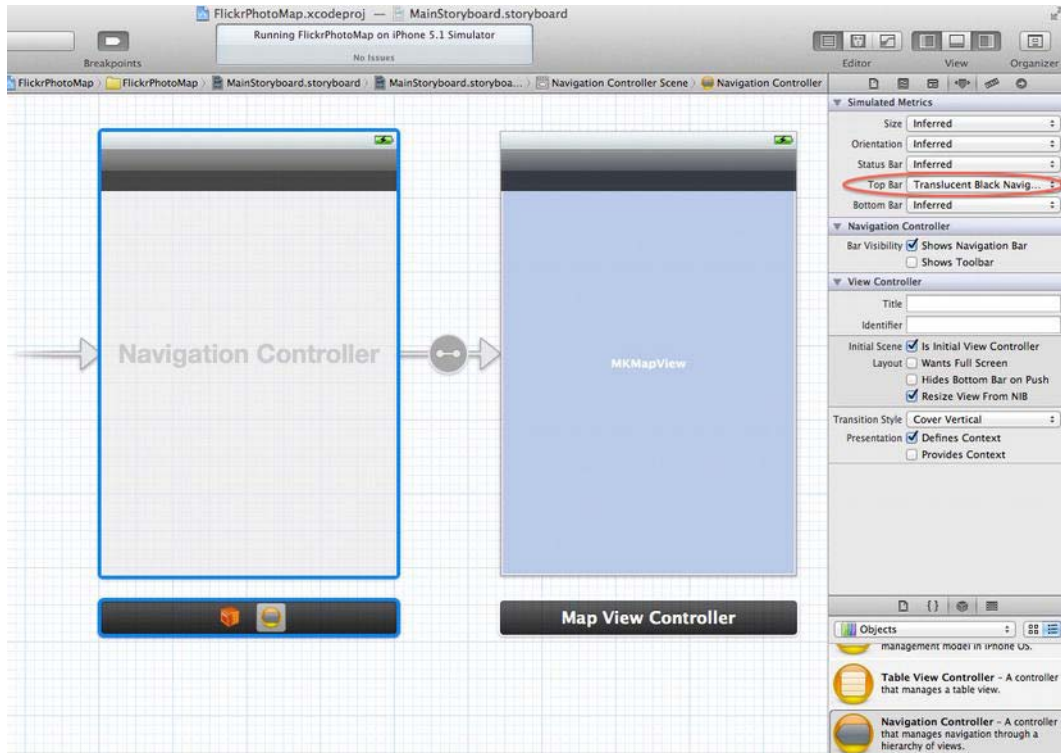 FlickrPhotoMap.xcodeproj — MainStoryboard.storyboard
Running FlickrPhotoMap on iPhone 5.1 Simulator
No Issues
Breakpoints
Editor View Organizer
FlickrPhotoMap FlickrPhotoMap MainStoryboard.storyboard MainStoryboard.storyboa... Navigation Controller Scene Navigation Controller
Simulated Metrics
Size Inferred
Orientation Inferred
Status Bar Inferred
Top Bar Translucent Black Navig...
Bottom Bar Inferred
Navigation Controller
Bar Visibility Shows Navigation Bar
Shows Toolbar
View Controller
Title
Identifier
Initial Scene Is Initial View Controller
Layout Wants Full Screen
Hides Bottom Bar on Push
Resize View From NIB
Transition Style Cover Vertical
Presentation Defines Context
Provides Context
Navigation Controller
MKMapView
Map View Controller
{}
Objects
management model in iPhone OS.
Table View Controller - A controller
that manages a table view.
Navigation Controller - A controller
that manages navigation through a
hierarchy of views.